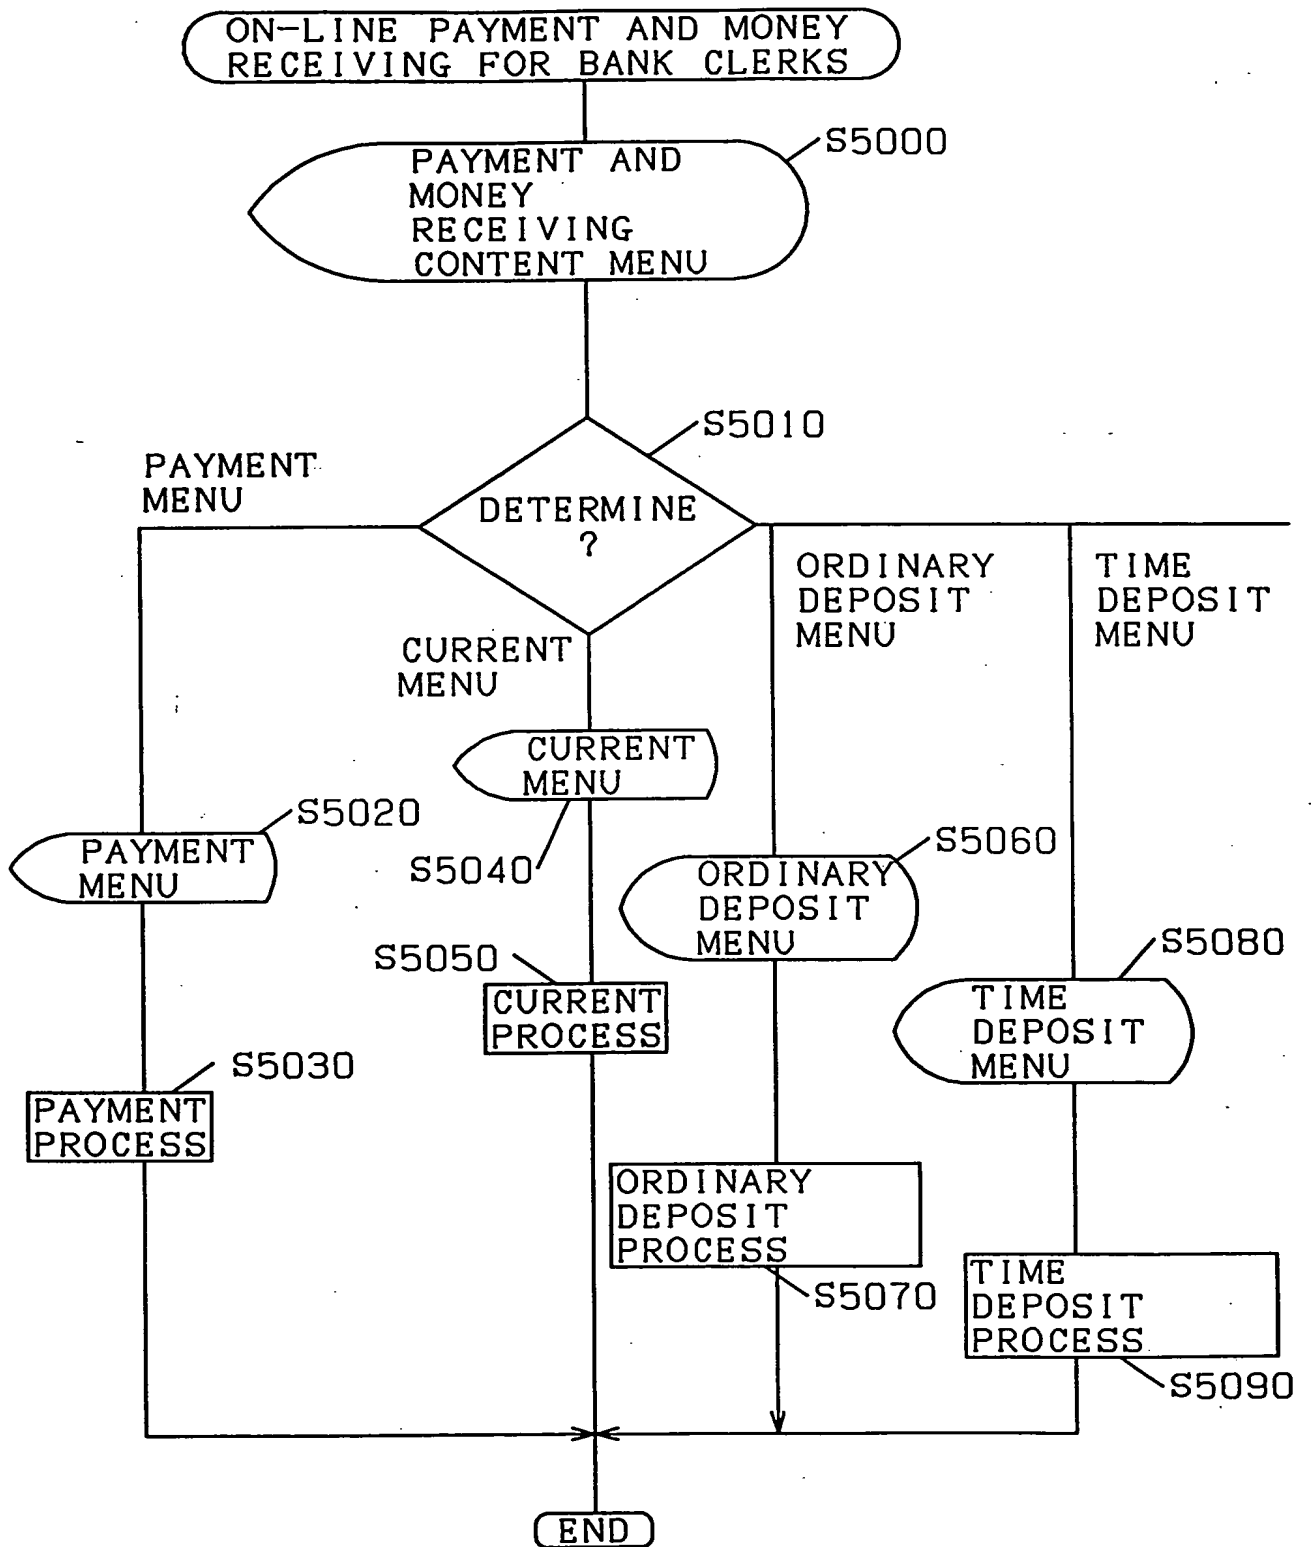 ON-LINE PAYMENT AND MONEY
RECEIVING FOR BANK CLERKS
S5000
PAYMENT AND
MONEY
RECEIVING
CONTENT MENU
S5010
PAYMENT
MENU
DETERMINE
?
ORDINARY
DEPOSIT
MENU
TIME
DEPOSIT
MENU
CURRENT
MENU
CURRENT
MENU
S5020
PAYMENT
MENU
S5040
S5060
ORDINARY
DEPOSIT
MENU
S5050
S5080
CURRENT
PROCESS
TIME
DEPOSIT
MENU
S5030
PAYMENT
PROCESS
ORDINARY
DEPOSIT
PROCESS
S5070
TIME
DEPOSIT
PROCESS
S5090
END